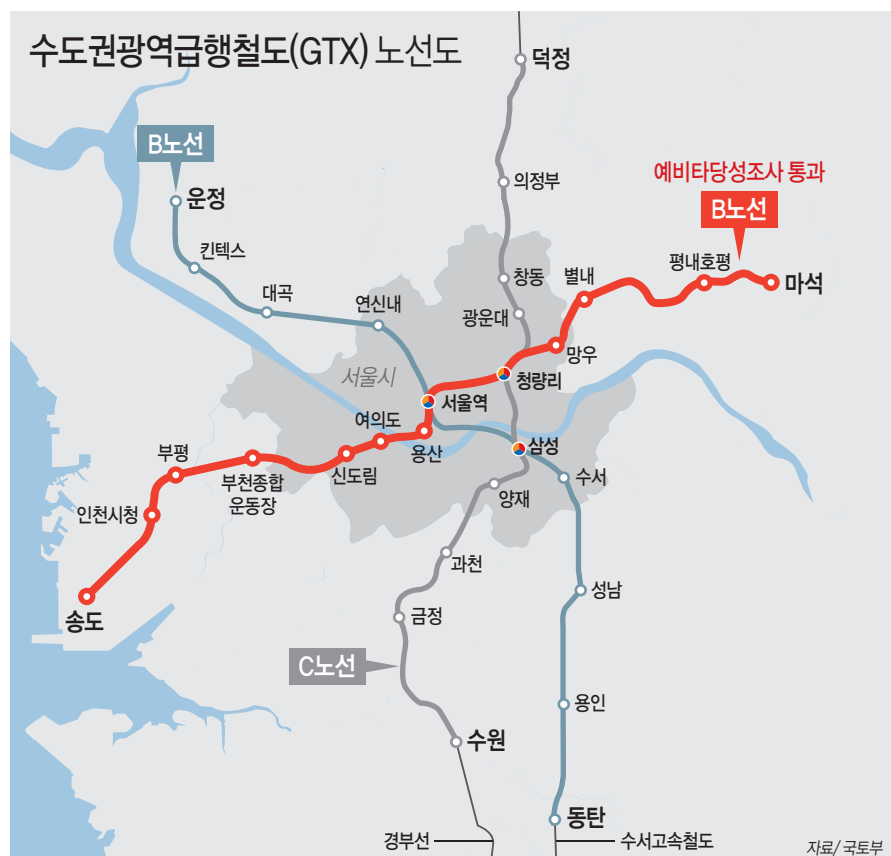 수도권광역급행철도(GTX) 노선도
덕정
B노선
운정
의정부
예비타당성조사 통과
B노선
킨텍스
대곡
연신내
창동
광운대
별내
평내호평
마석
망우
서울시
청량리
서울역
여의도
용산
신도림
삼성
수서
양재
부평
부천종합
운동장
인천시청
송도
과천
금정
성남
C노선
용인
수원
동탄
경부선
수서고속철도
자료/ 국토부